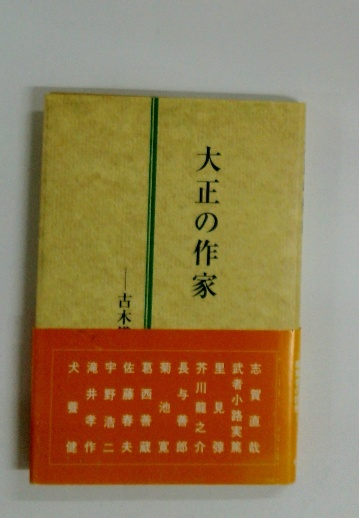 大正の作家
古木
志賀直哉
武者小路実篤
里見弴
芥川龍之介
長与善郎
菊池寛
葛西善蔵
佐藤春夫
宇野浩二
滝井孝作
犬養健